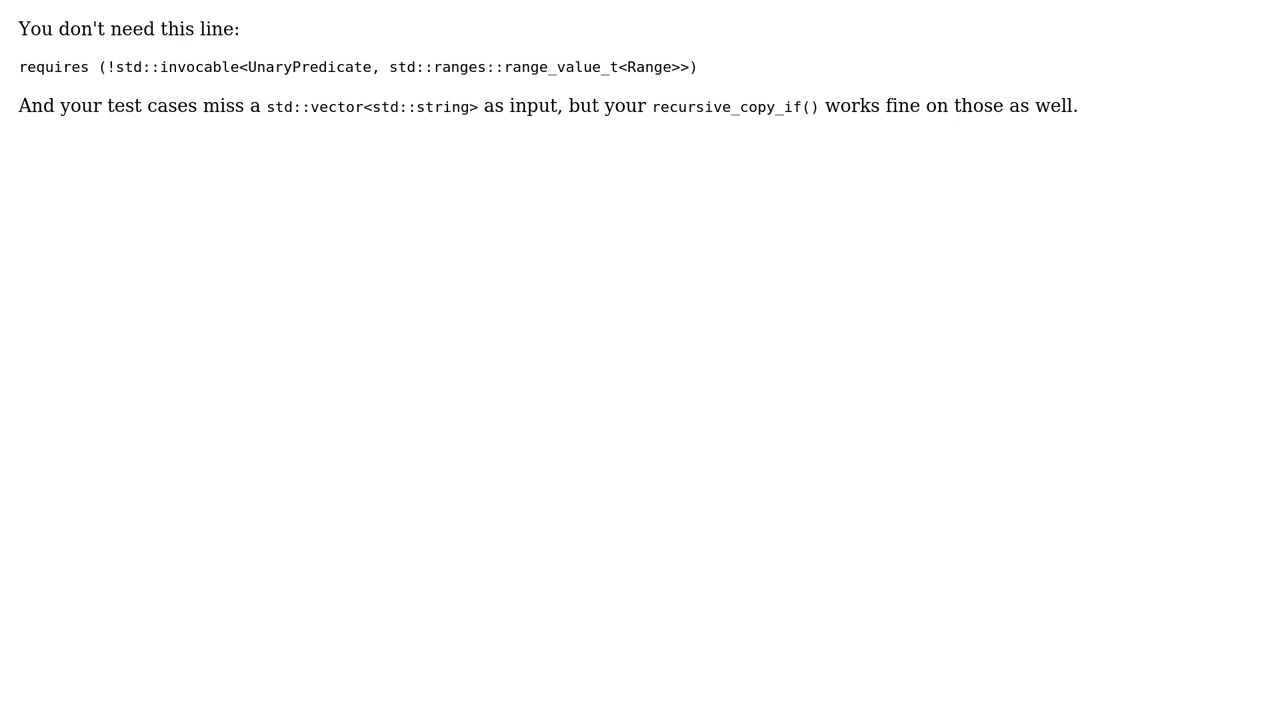 You don't need this line:
requires (!std::invocable<UnaryPredicate, std::ranges::range_value_t<Range>>)
And your test cases miss a std::vector<std::string> as input, but your recursive_copy_if() works fine on those as well.